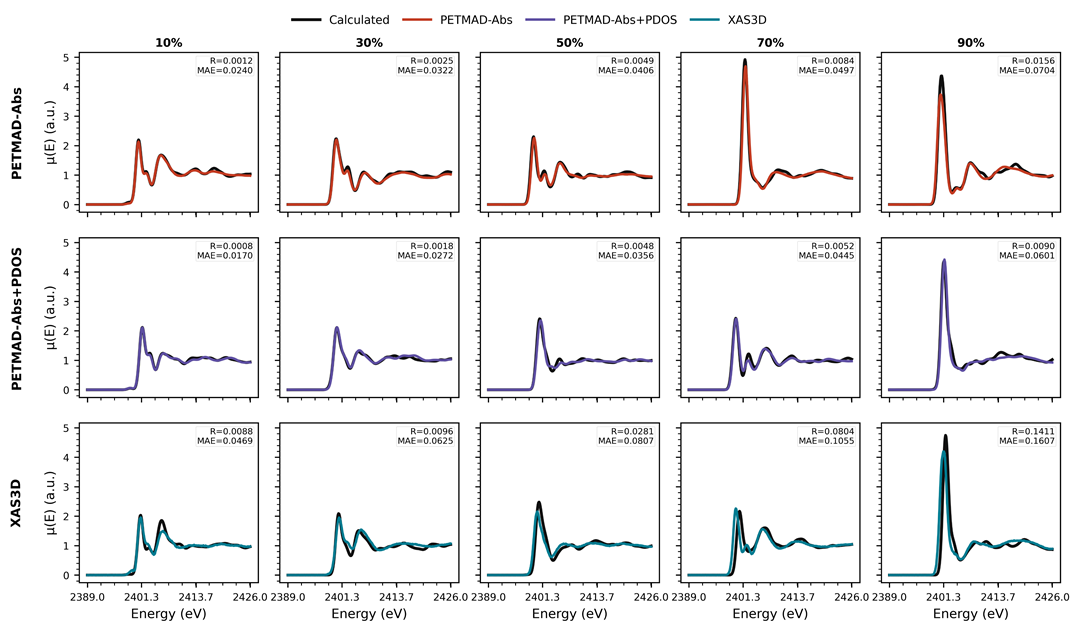 Calculated PETMAD-Abs PETMAD-Abs+PDOS XAS3D
10% 30% 50% 70% 90%
PETMAD-Abs
μ(E) (a.u.)
5
4
3
2
1
0
R=0.0012
MAE=0.0240
R=0.0025
MAE=0.0322
R=0.0049
MAE=0.0406
R=0.0084
MAE=0.0497
R=0.0156
MAE=0.0704
PETMAD-Abs+PDOS
μ(E) (a.u.)
5
4
3
2
1
0
R=0.0008
MAE=0.0170
R=0.0018
MAE=0.0272
R=0.0048
MAE=0.0356
R=0.0052
MAE=0.0445
R=0.0090
MAE=0.0601
XAS3D
μ(E) (a.u.)
5
4
3
2
1
0
R=0.0088
MAE=0.0469
R=0.0096
MAE=0.0625
R=0.0281
MAE=0.0807
R=0.0804
MAE=0.1055
R=0.1411
MAE=0.1607
2389.0 2401.3 2413.7 2426.0 2389.0 2401.3 2413.7 2426.0 2389.0 2401.3 2413.7 2426.0 2389.0 2401.3 2413.7 2426.0 2389.0 2401.3 2413.7 2426.0
Energy (eV) Energy (eV) Energy (eV) Energy (eV) Energy (eV)